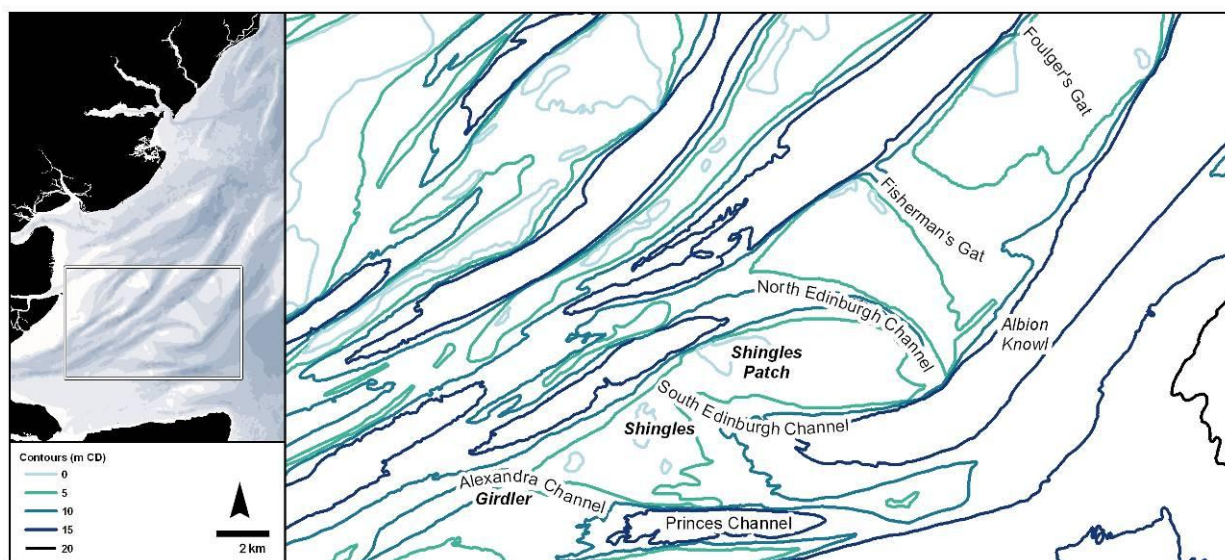 Foulger's Gat
Fisherman's Gat
North Edinburgh Channel
Albion
Knowl
Shingles
Patch
South Edinburgh Channel
Shingles
Alexandra Channel
Girdler
Princes Channel
Contours (m CD)
0
5
10
15
20
2 km